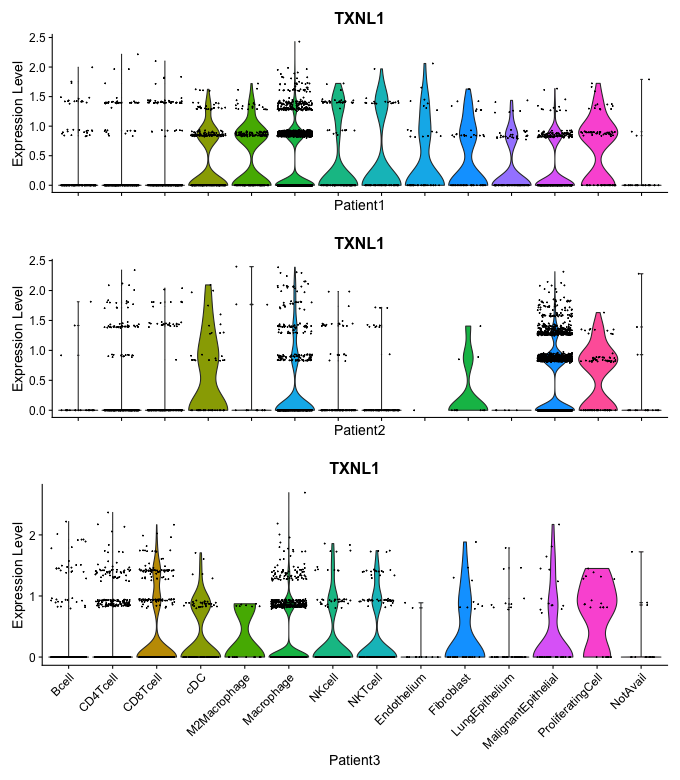 TXNL1
Expression Level
2.5
2.0
1.5
1.0
0.5
0.0
Patient1
TXNL1
Expression Level
2.5
2.0
1.5
1.0
0.5
0.0
Patient2
TXNL1
Expression Level
2
1
0
Bcell
CD4Tcell
CD8Tcell
cDC
M2Macrophage
Macrophage
NKcell
NKTcell
Endothelium
Fibroblast
LungEpithelium
MalignantEpithelial
ProliferatingCell
NotAvail
Patient3